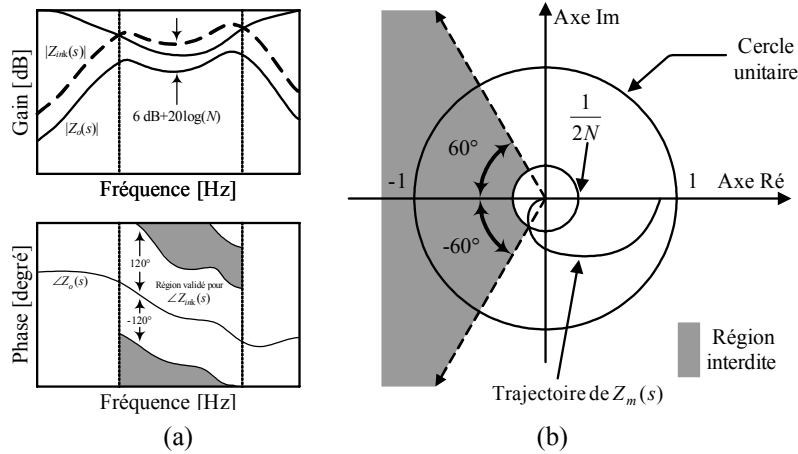 Gain [dB]
|Z_ink(s)|
|Z_o(s)|
6 dB+20log(N)
Fréquence [Hz]
Phase [degré]
∠Z_o(s)
120°
-120°
Région validé pour
∠Z_ink(s)
Fréquence [Hz]
(a)
Axe Im
Cercle
unitaire
1/2N
60°
-60°
-1
1
Axe Ré
Région
interdite
Trajectoire de Z_m(s)
(b)